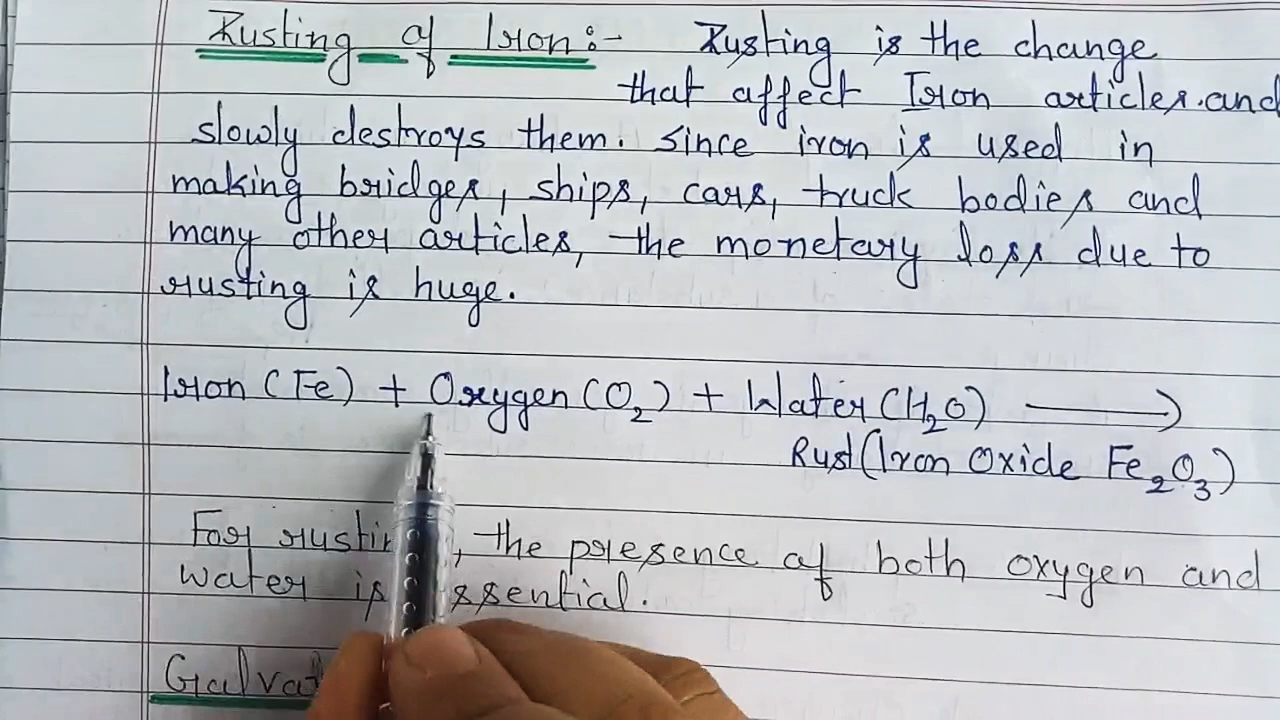 Rusting of Iron:- Rusting is the change
that affect Iron articles.and
slowly destroys them. Since iron is used in
making bridges, ships, cars, truck bodies and
many other articles, the monetary loss due to
rusting is huge.
Iron (Fe) + Oxygen (O₂) + Water (H₂O) ⟶
Rust (Iron Oxide Fe₂O₃)
For , the presence of both oxygen and
water is